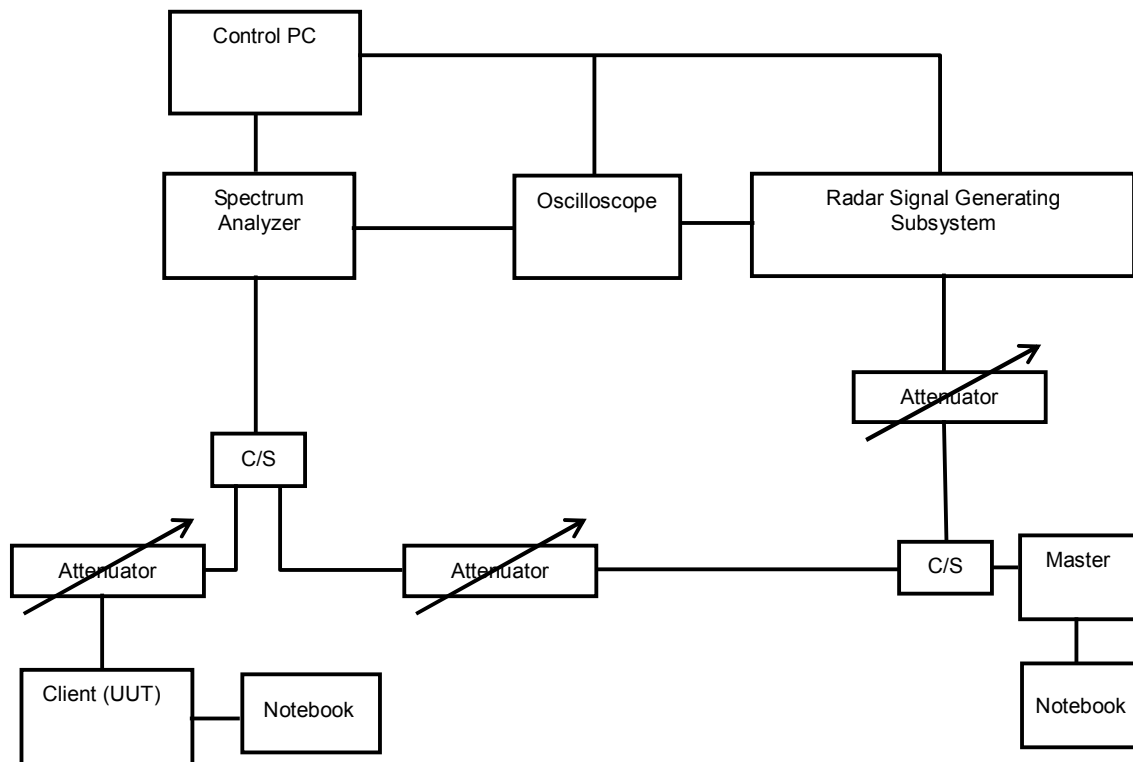 Control PC
Spectrum
Analyzer
Oscilloscope
Radar Signal Generating
Subsystem
Attenuator
C/S
Attenuator
Attenuator
C/S
Master
Client (UUT)
Notebook
Notebook